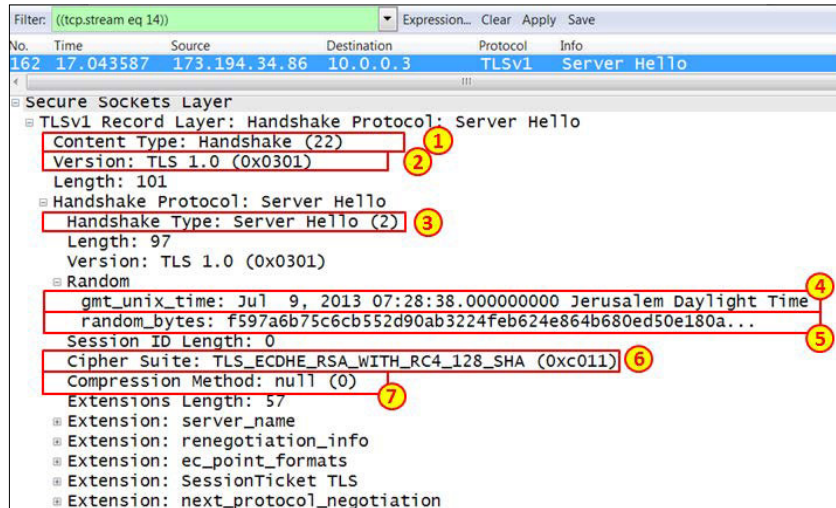 Filter: ((tcp.stream eq 14)) Expression... Clear Apply Save
No. Time Source Destination Protocol Info
162 17.043587 173.194.34.86 10.0.0.3 TLSv1 Server Hello
Secure Sockets Layer
TLSv1 Record Layer: Handshake Protocol: Server Hello
Content Type: Handshake (22) 1
Version: TLS 1.0 (0x0301) 2
Length: 101
Handshake Protocol: Server Hello
Handshake Type: Server Hello (2) 3
Length: 97
Version: TLS 1.0 (0x0301)
Random 4
gmt_unix_time: Jul 9, 2013 07:28:38.000000000 Jerusalem Daylight Time
random_bytes: f597a6b75c6cb552d90ab3224feb624e864b680ed50e180a...
Session ID Length: 0 5
Cipher Suite: TLS_ECDHE_RSA_WITH_RC4_128_SHA (0xc011) 6
Compression Method: null (0) 7
Extensions Length: 57
Extension: server_name
Extension: renegotiation_info
Extension: ec_point_formats
Extension: SessionTicket TLS
Extension: next_protocol_negotiation